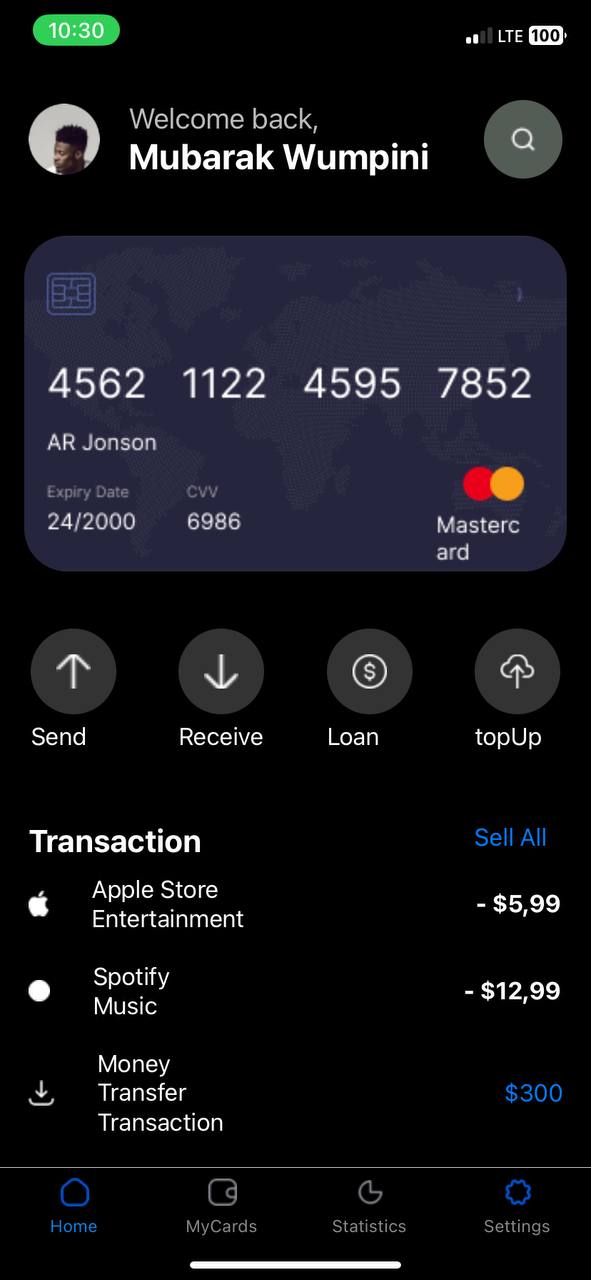 10:30
LTE 100
Welcome back,
Mubarak Wumpini
4562 1122 4595 7852
AR Jonson
Expiry Date CVV
24/2000 6986
Masterc
ard
Send Receive Loan topUp
Transaction Sell All
Apple Store
Entertainment
- $5,99
Spotify
Music
- $12,99
Money
Transfer
Transaction
$300
Home MyCards Statistics Settings